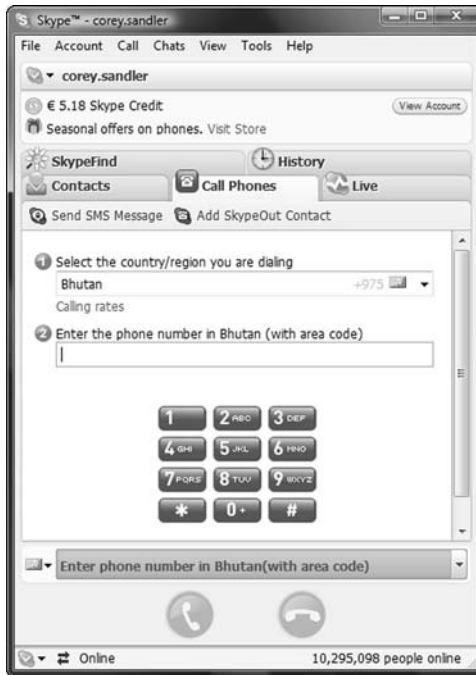 Skype™ - corey.sandler
File Account Call Chats View Tools Help
corey.sandler
€ 5.18 Skype Credit View Account
Seasonal offers on phones. Visit Store
SkypeFind History
Contacts Call Phones Live
Send SMS Message Add SkypeOut Contact
1 Select the country/region you are dialing
Bhutan +975
Calling rates
2 Enter the phone number in Bhutan (with area code)
1 2 ABC 3 DEF
4 GHI 5 JKL 6 MNO
7 PQRS 8 TUV 9 WXYZ
* 0 + #
Enter phone number in Bhutan(with area code)
Online 10,295,098 people online